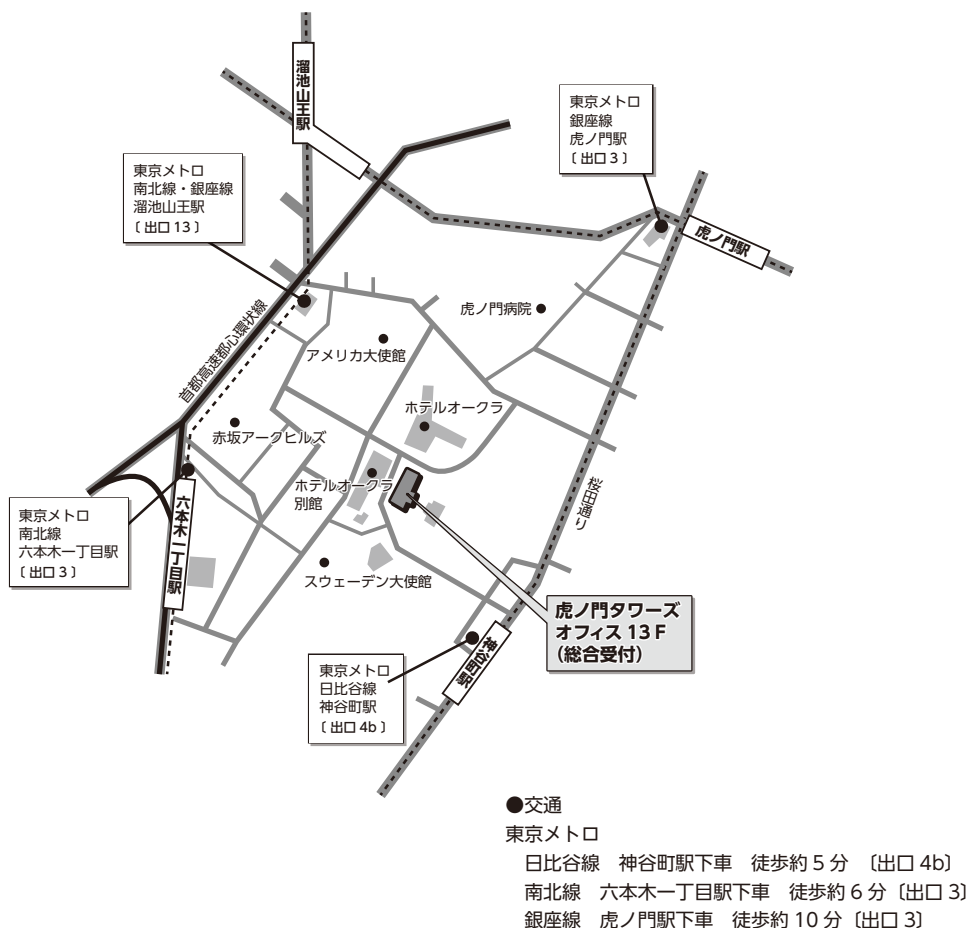 溜池山王駅
東京メトロ
銀座線
虎ノ門駅
〔 出口 3 〕
東京メトロ
南北線・銀座線
溜池山王駅
〔 出口 13 〕
虎ノ門駅
首都高速都心環状線
虎ノ門病院
アメリカ大使館
ホテルオークラ
赤坂アークヒルズ
ホテルオークラ
別館
桜田通り
東京メトロ
南北線
六本木一丁目駅
〔 出口 3 〕
六本木一丁目駅
スウェーデン大使館
虎ノ門タワーズ
オフィス 13 F
（総合受付）
神谷町駅
東京メトロ
日比谷線
神谷町駅
〔 出口 4b 〕
●交通
東京メトロ
日比谷線　神谷町駅下車　徒歩約 5 分　〔出口 4b〕
南北線　六本木一丁目駅下車　徒歩約 6 分〔出口 3〕
銀座線　虎ノ門駅下車　徒歩約 10 分〔出口 3〕